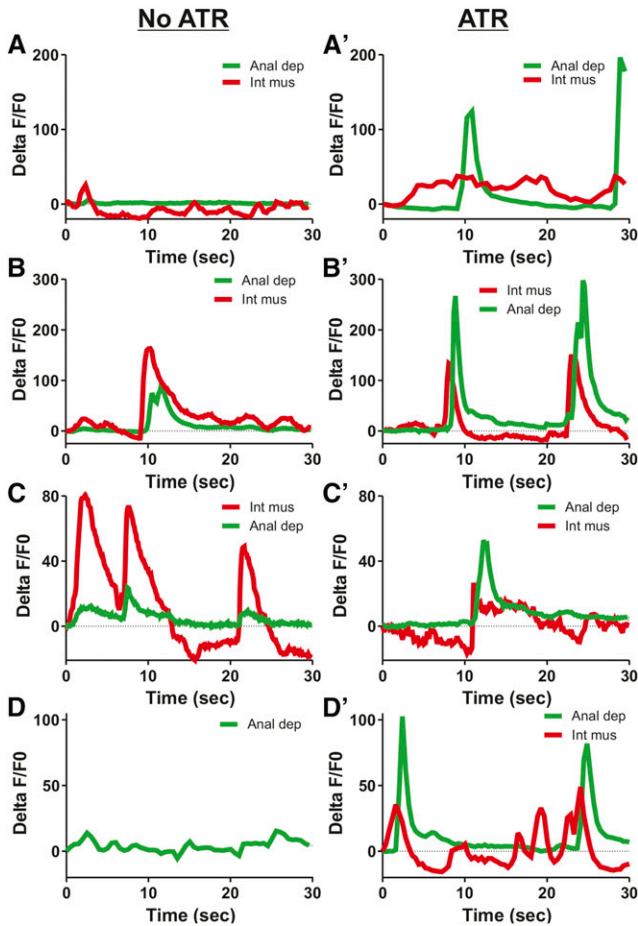 No ATR
ATR
A
Anal dep
Int mus
Delta F/F0
200
100
0
0
10
20
30
Time (sec)
A’
Anal dep
Int mus
Delta F/F0
200
100
0
0
10
20
30
Time (sec)
B
Anal dep
Int mus
Delta F/F0
300
200
100
0
0
10
20
30
Time (sec)
B’
Int mus
Anal dep
Delta F/F0
300
200
100
0
0
10
20
30
Time (sec)
C
Int mus
Anal dep
Delta F/F0
80
40
0
0
10
20
30
Time (sec)
C’
Anal dep
Int mus
Delta F/F0
80
40
0
0
10
20
30
Time (sec)
D
Anal dep
Delta F/F0
100
50
0
0
10
20
30
Time (sec)
D’
Anal dep
Int mus
Delta F/F0
100
50
0
0
10
20
30
Time (sec)